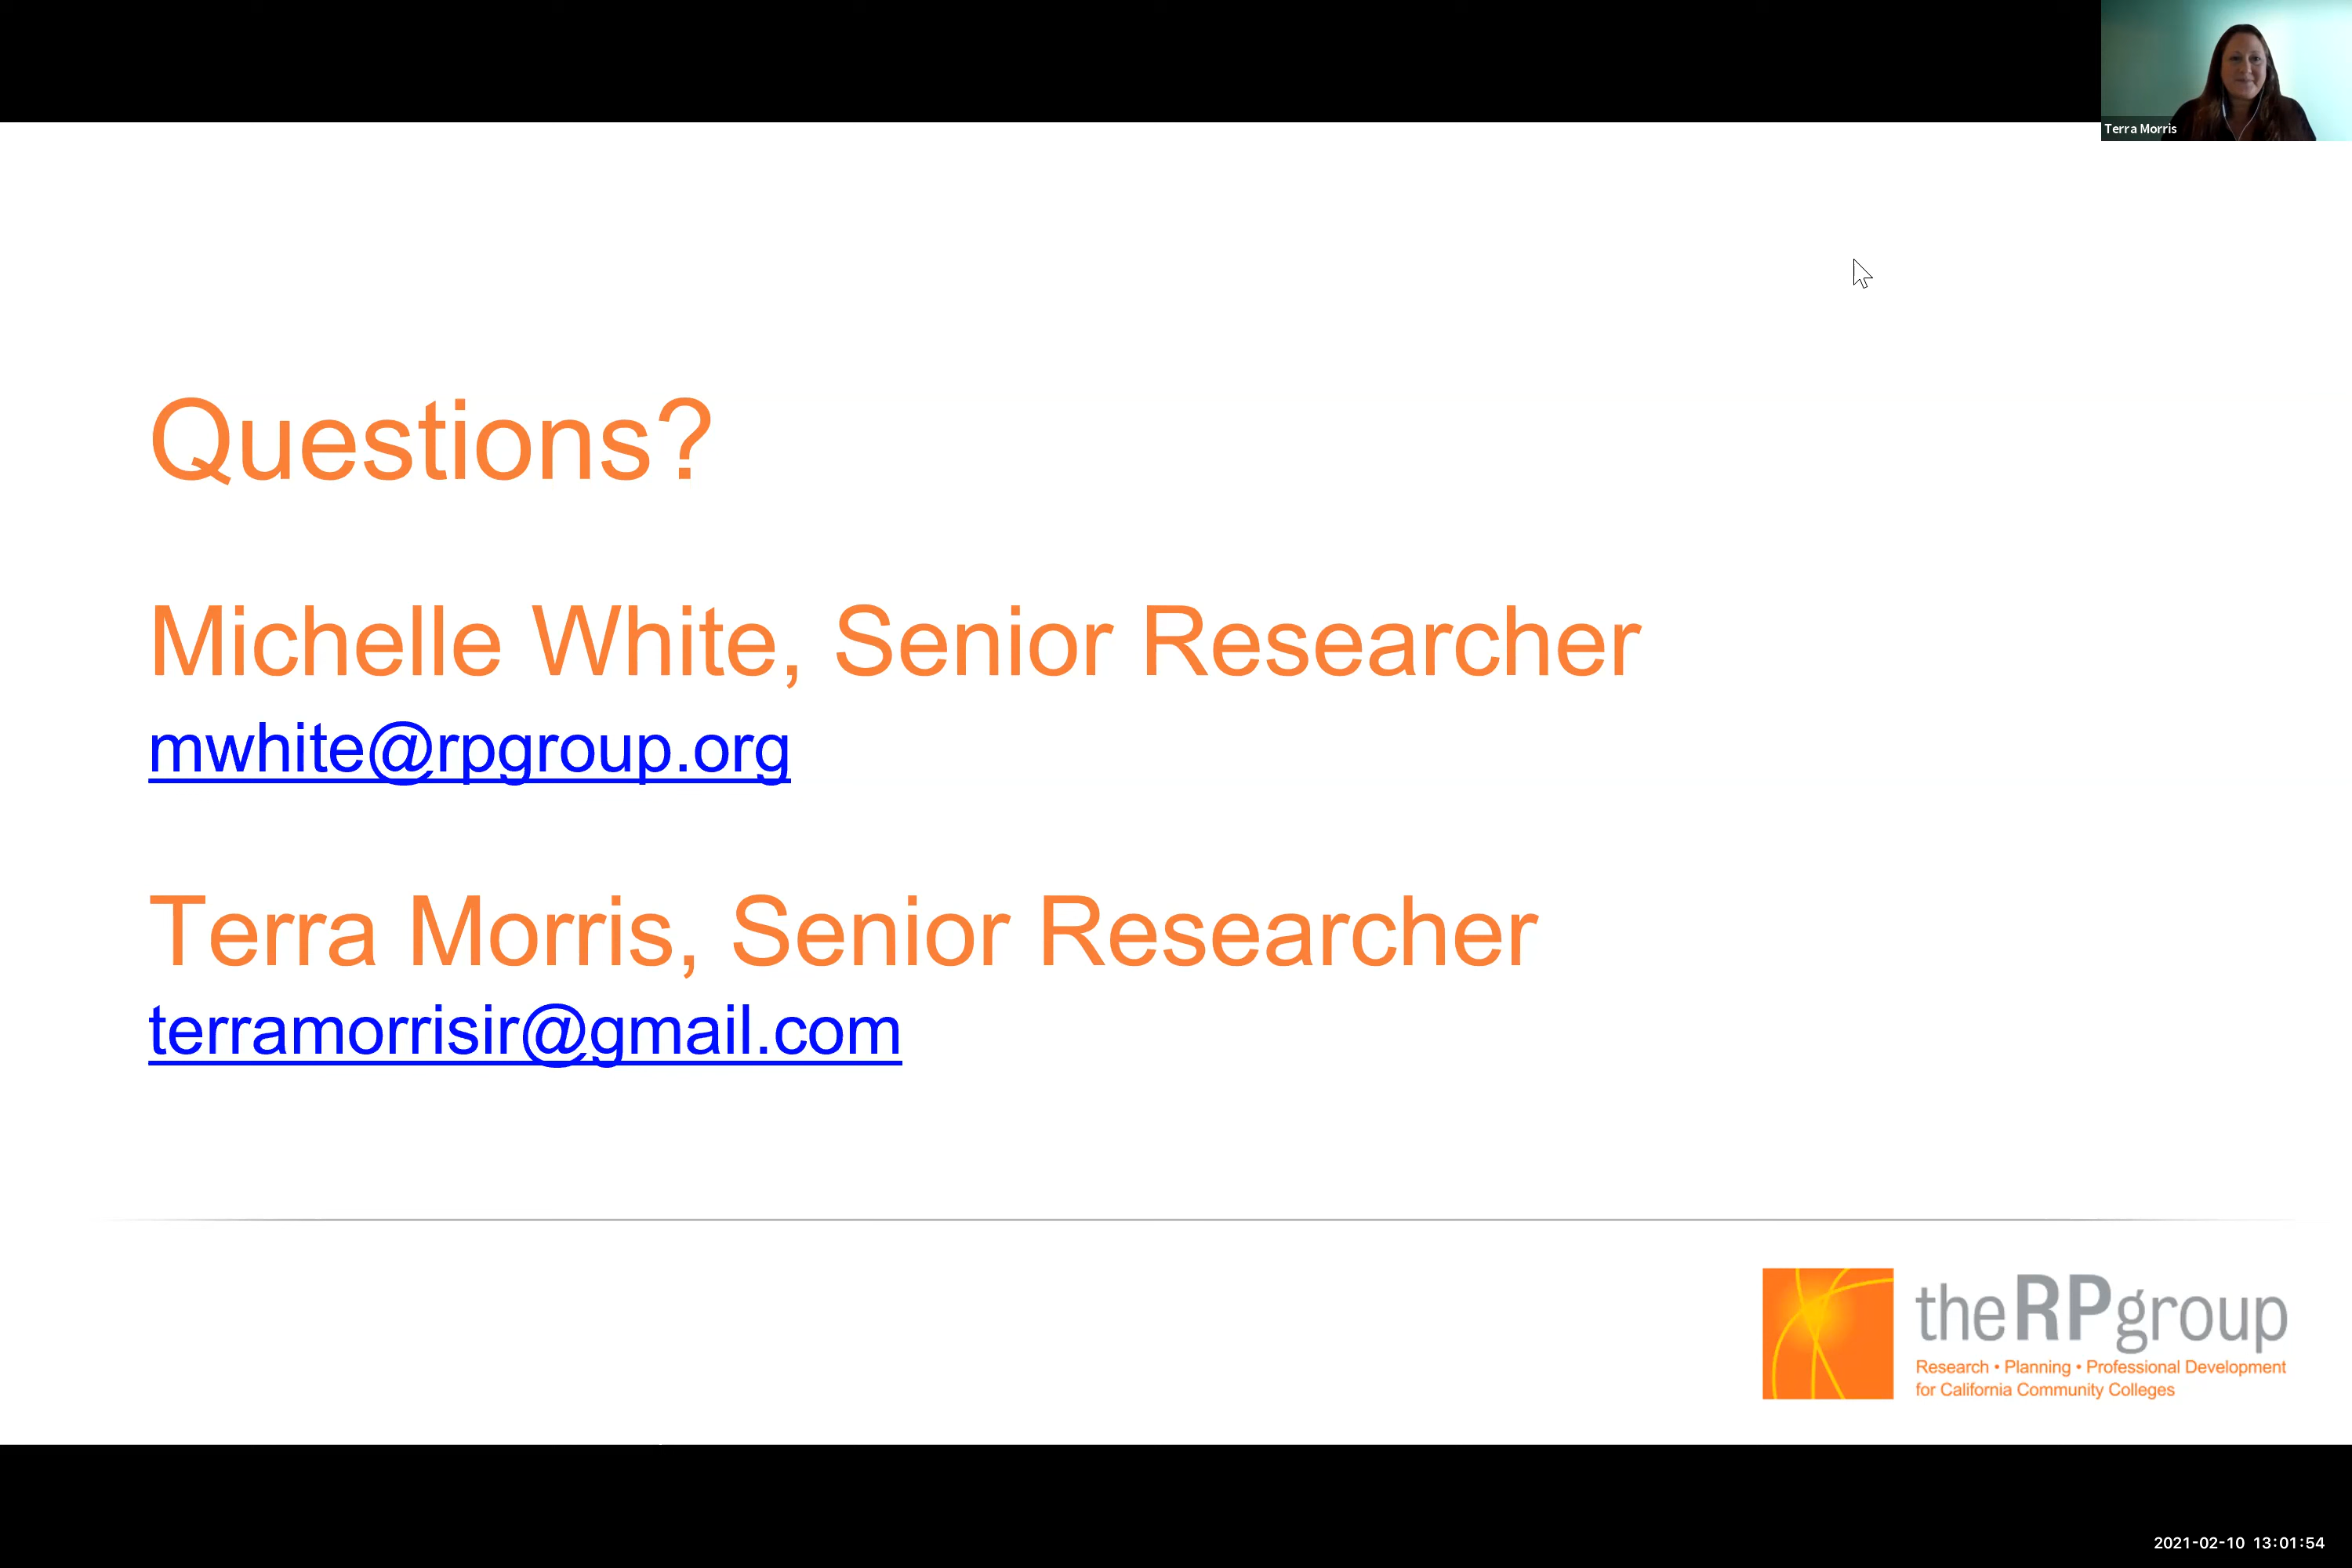 Terra Morris
Questions?
Michelle White, Senior Researcher
mwhite@rpgroup.org
Terra Morris, Senior Researcher
terramorrisir@gmail.com
theRPgroup
Research • Planning • Professional Development
for California Community Colleges
2021-02-10 13:01:54